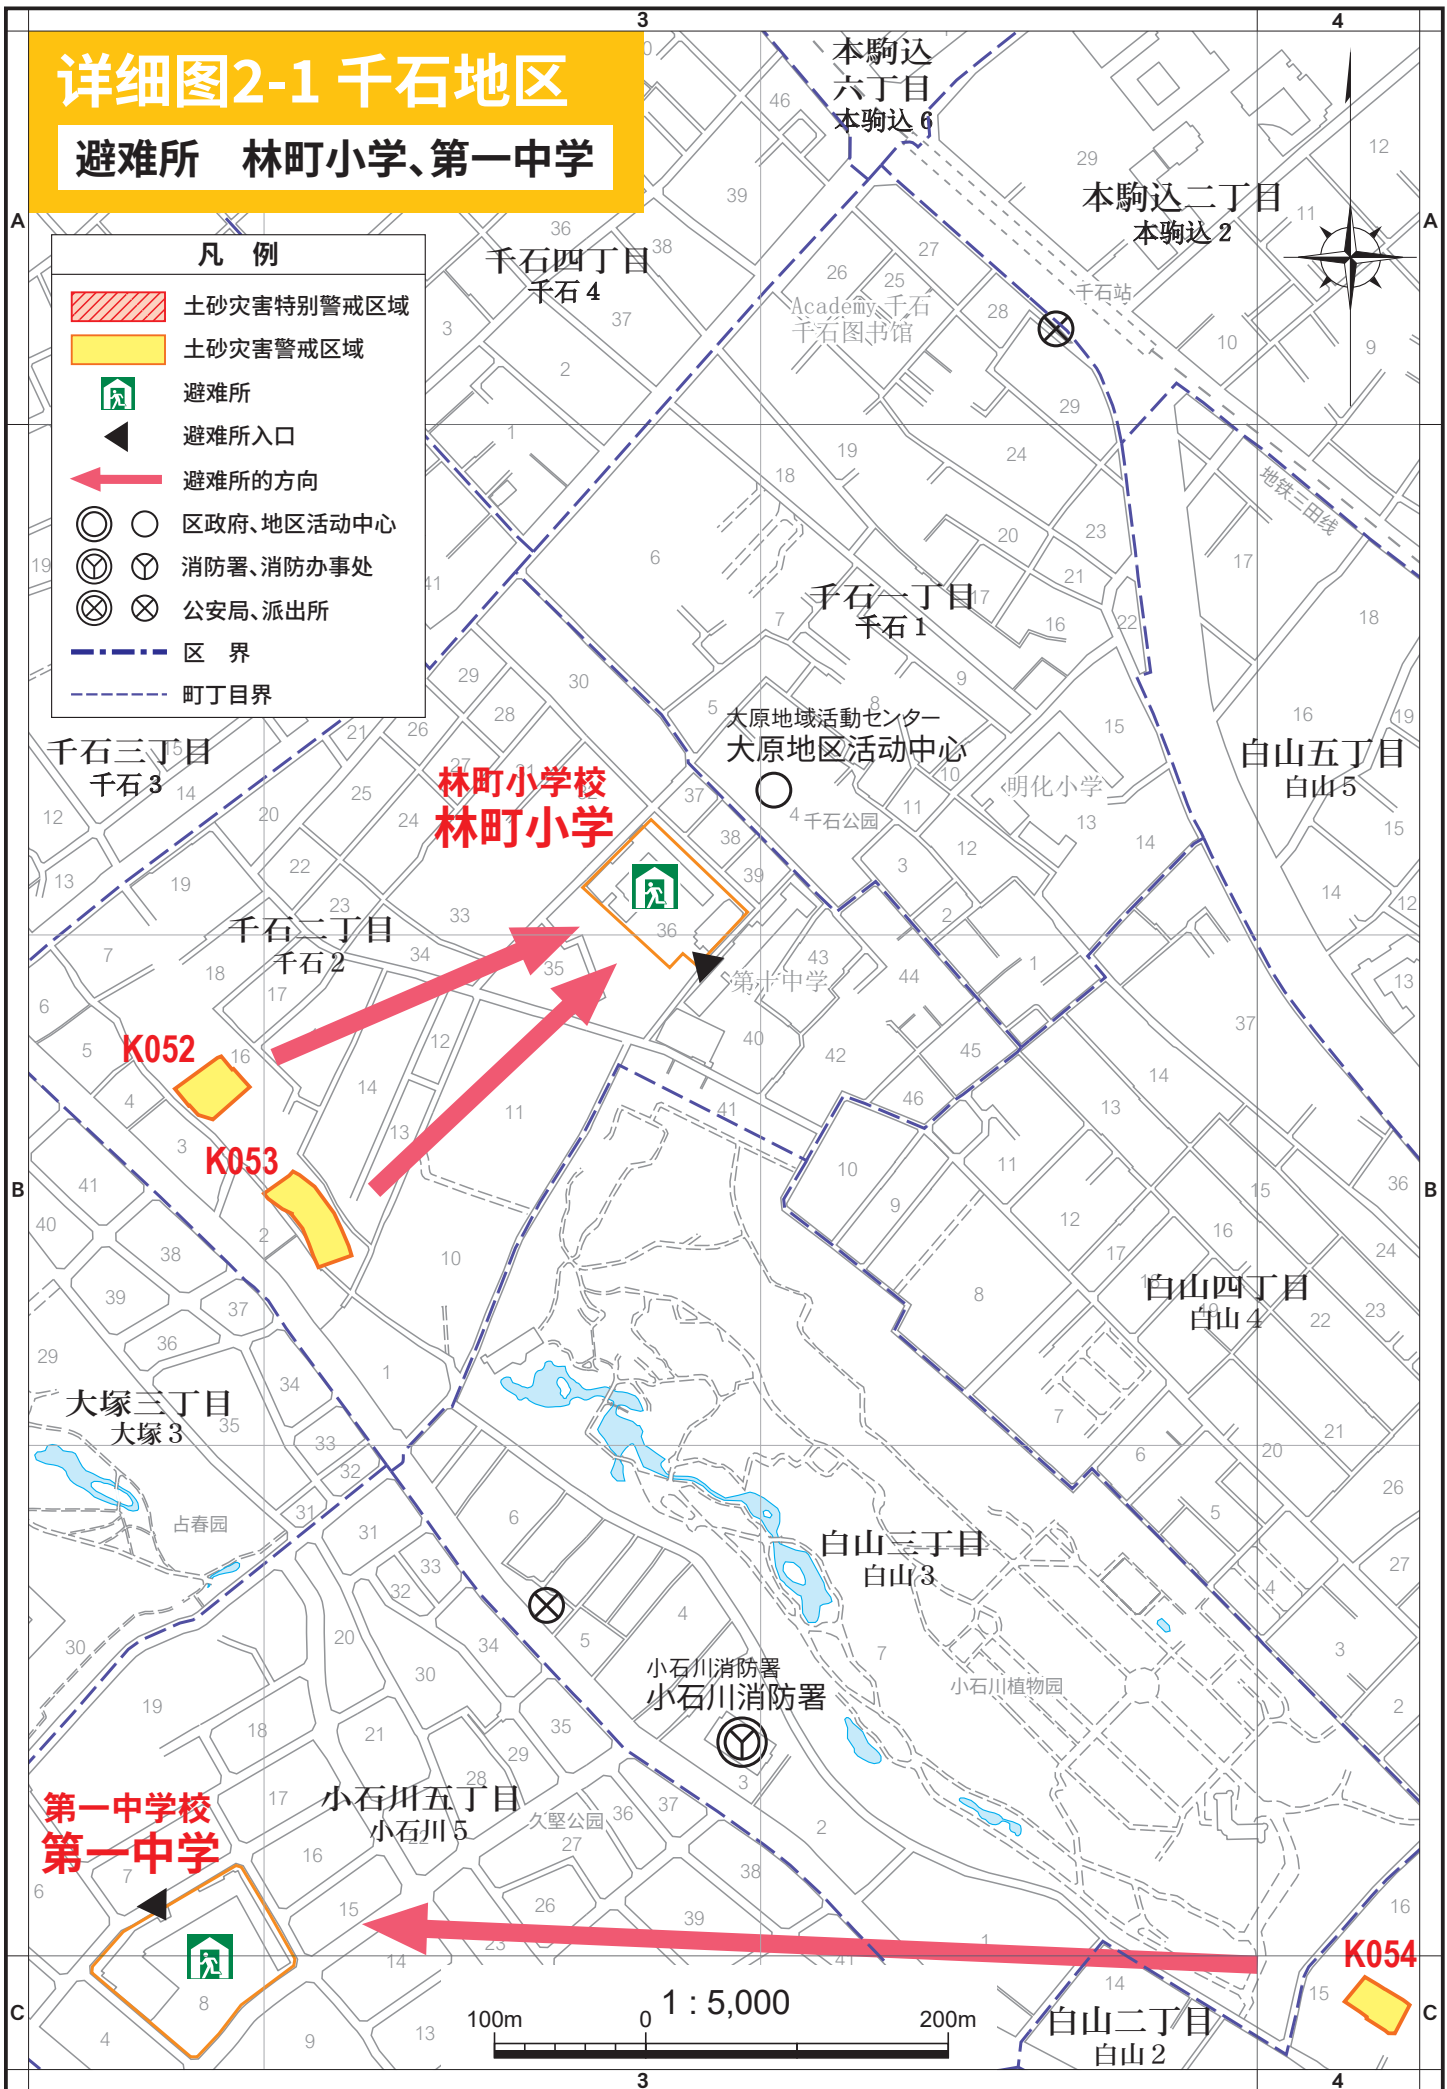 3
4
详细图2-1 千石地区
避难所　林町小学、第一中学
A
A
B
B
C
C
凡　例
土砂灾害特别警戒区域
土砂灾害警戒区域
避难所
避难所入口
避难所的方向
区政府、地区活动中心
消防署、消防办事处
公安局、派出所
区　界
町丁目界
本駒込
六丁目
本驹込 6
本駒込二丁目
本驹込 2
千石四丁目
千石 4
Academy 千石
千石图书馆
千石站
地铁三田线
千石一丁目
千石 1
大原地域活動センター
大原地区活动中心
千石公园
明化小学
白山五丁目
白山 5
千石三丁目
千石 3
林町小学校
林町小学
千石二丁目
千石 2
第十中学
K052
K053
白山四丁目
白山 4
大塚三丁目
大塚 3
占春园
白山三丁目
白山 3
小石川植物园
小石川消防署
小石川消防署
小石川五丁目
小石川 5
久堅公园
第一中学校
第一中学
K054
白山二丁目
白山 2
1 : 5,000
100m
0
200m
3
4